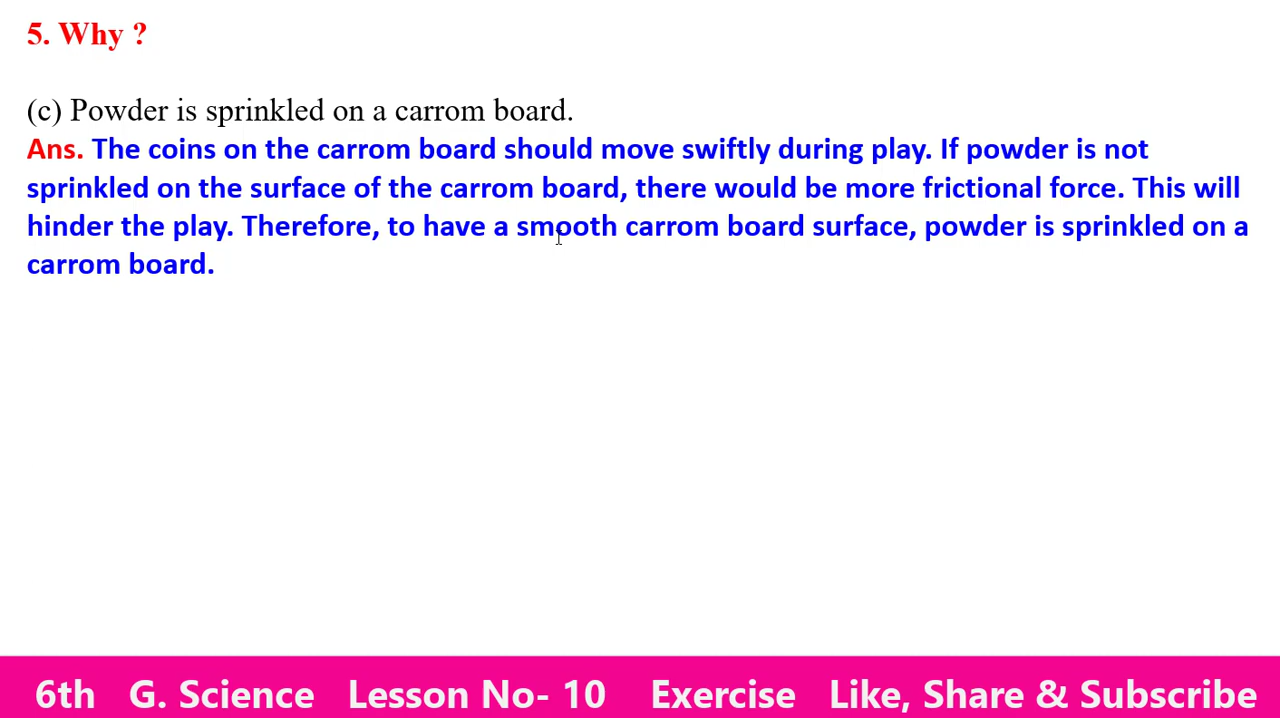 5. Why ?
(c) Powder is sprinkled on a carrom board.
Ans. The coins on the carrom board should move swiftly during play. If powder is not
sprinkled on the surface of the carrom board, there would be more frictional force. This will
hinder the play. Therefore, to have a smooth carrom board surface, powder is sprinkled on a
carrom board.
6th G. Science Lesson No- 10 Exercise Like, Share & Subscribe